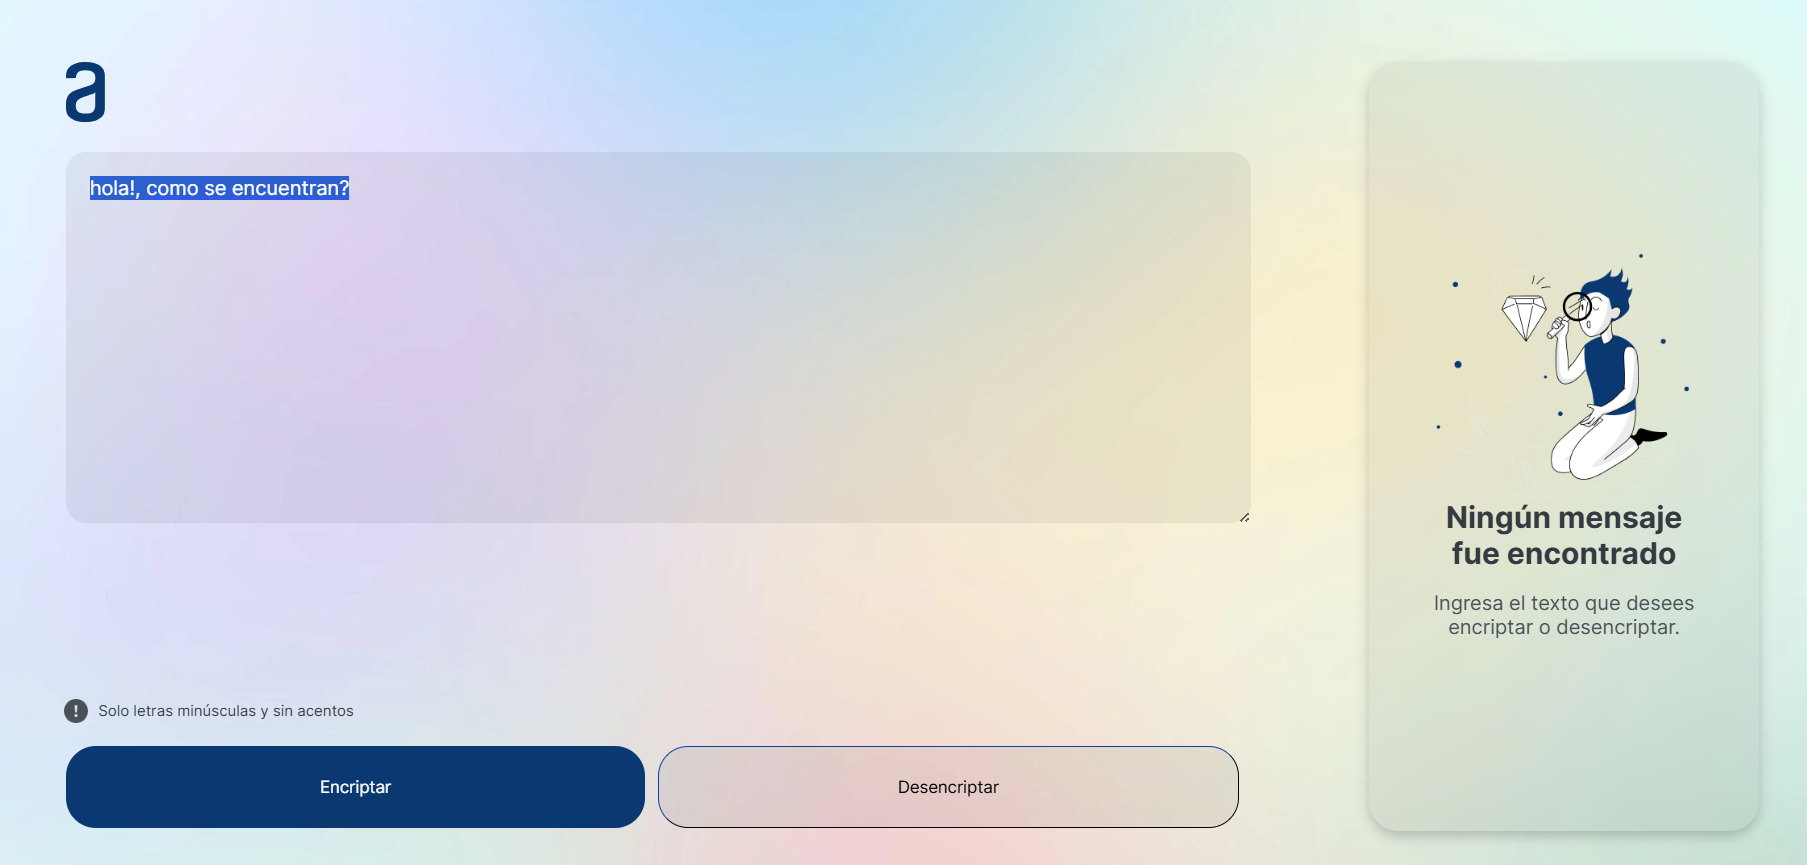 a
hola!, como se encuentran?
Solo letras minúsculas y sin acentos
Encriptar
Desencriptar
Ningún mensaje
fue encontrado
Ingresa el texto que desees
encriptar o desencriptar.